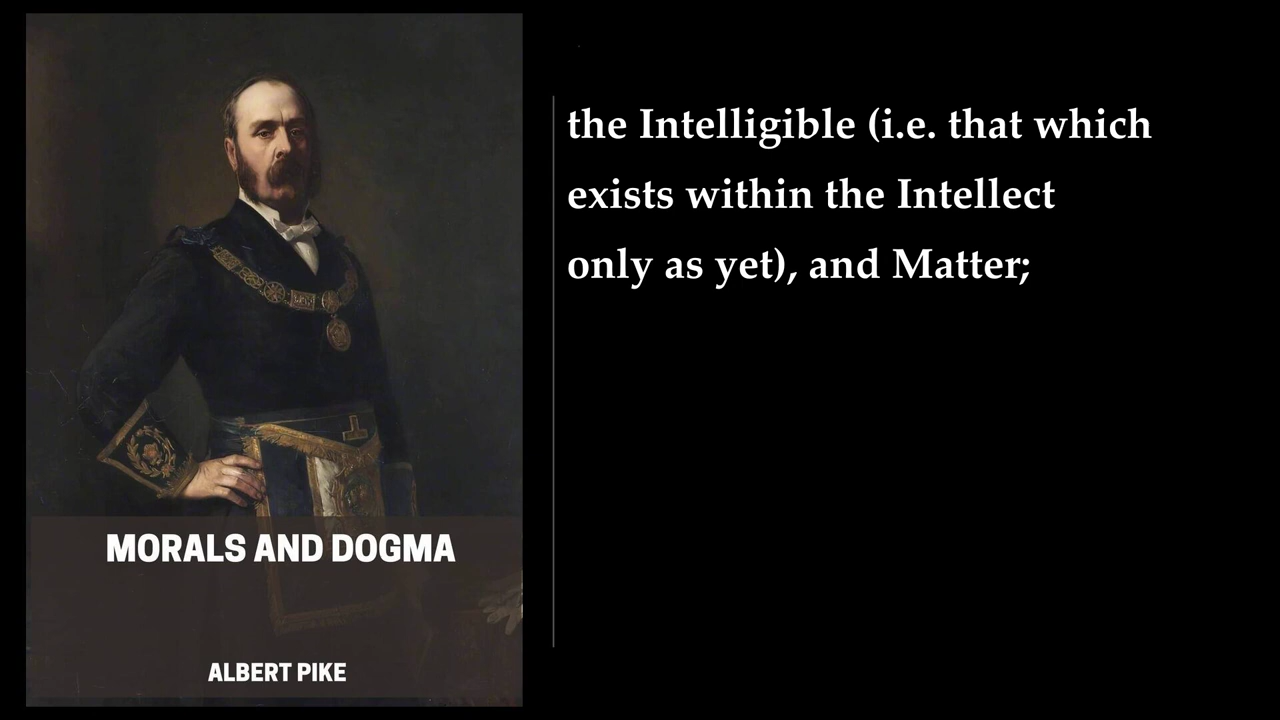 MORALS AND DOGMA
ALBERT PIKE
the Intelligible (i.e. that which
exists within the Intellect
only as yet), and Matter;